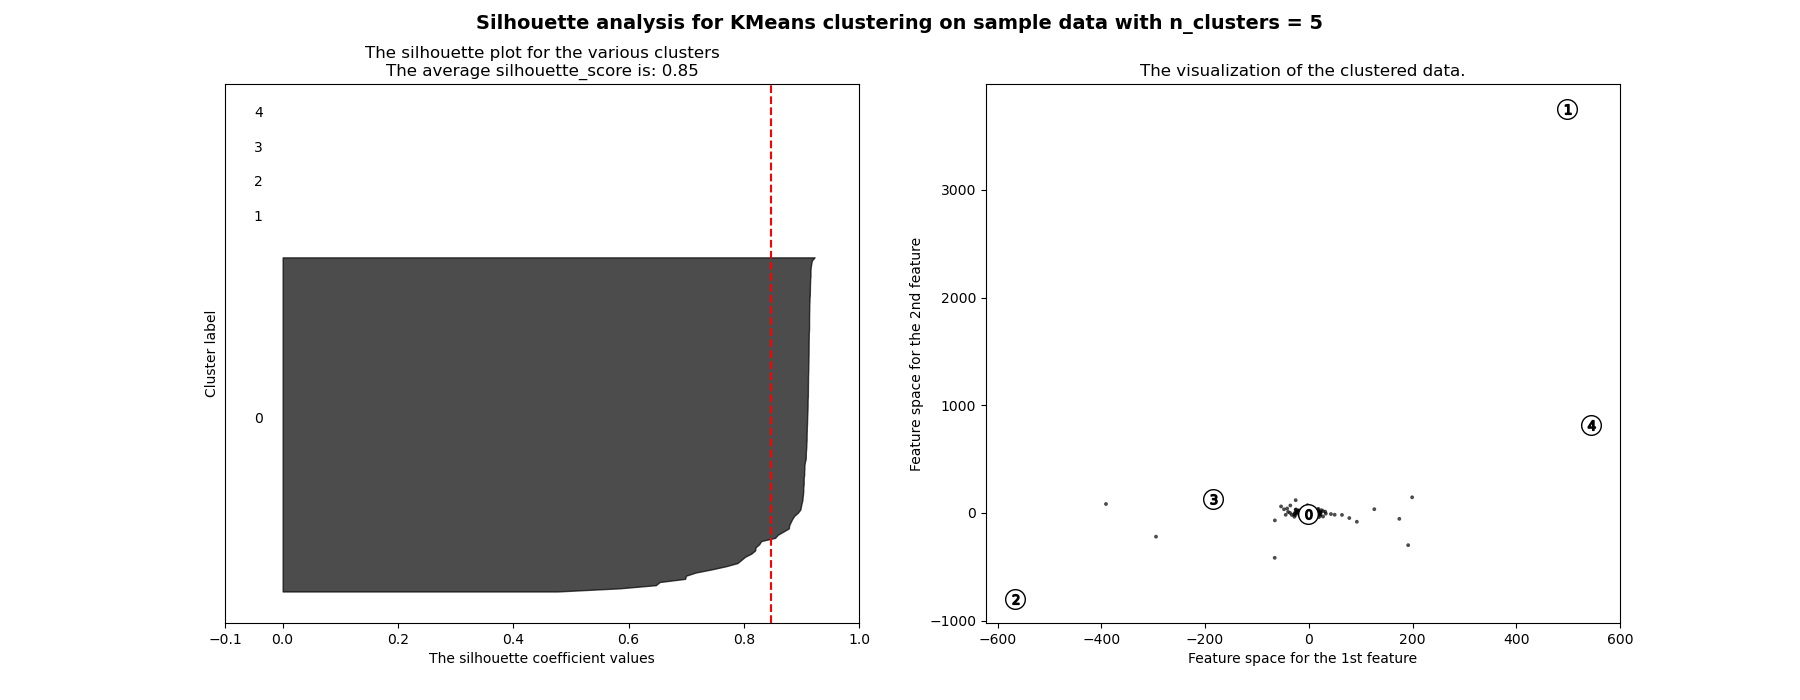 Silhouette analysis for KMeans clustering on sample data with n_clusters = 5
The silhouette plot for the various clusters
The average silhouette_score is: 0.85
4
3
2
1
0
Cluster label
−0.1 0.0 0.2 0.4 0.6 0.8 1.0
The silhouette coefficient values
The visualization of the clustered data.
1
3000
2000
1000
4
3
0
0
2
−1000
Feature space for the 2nd feature
−600 −400 −200 0 200 400 600
Feature space for the 1st feature